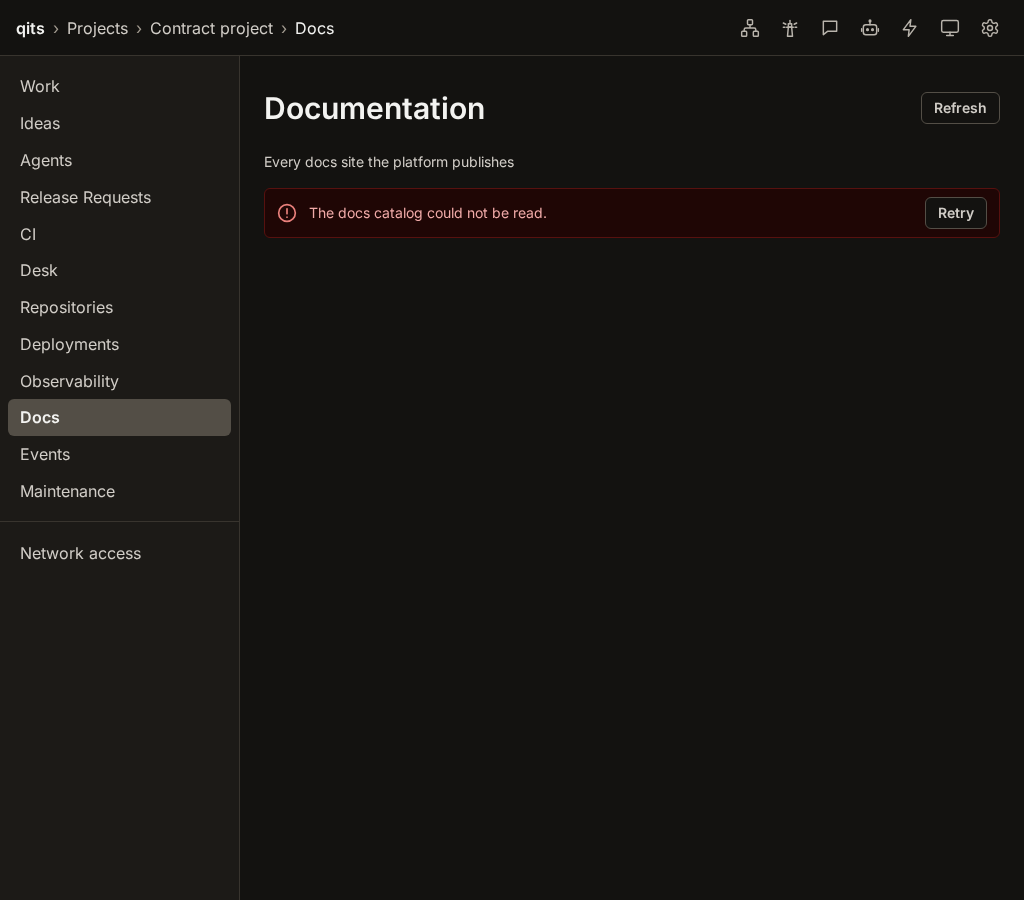 qits › Projects › Contract project › Docs
Work
Ideas
Agents
Release Requests
CI
Desk
Repositories
Deployments
Observability
Docs
Events
Maintenance
Network access
Documentation
Refresh
Every docs site the platform publishes
The docs catalog could not be read.
Retry